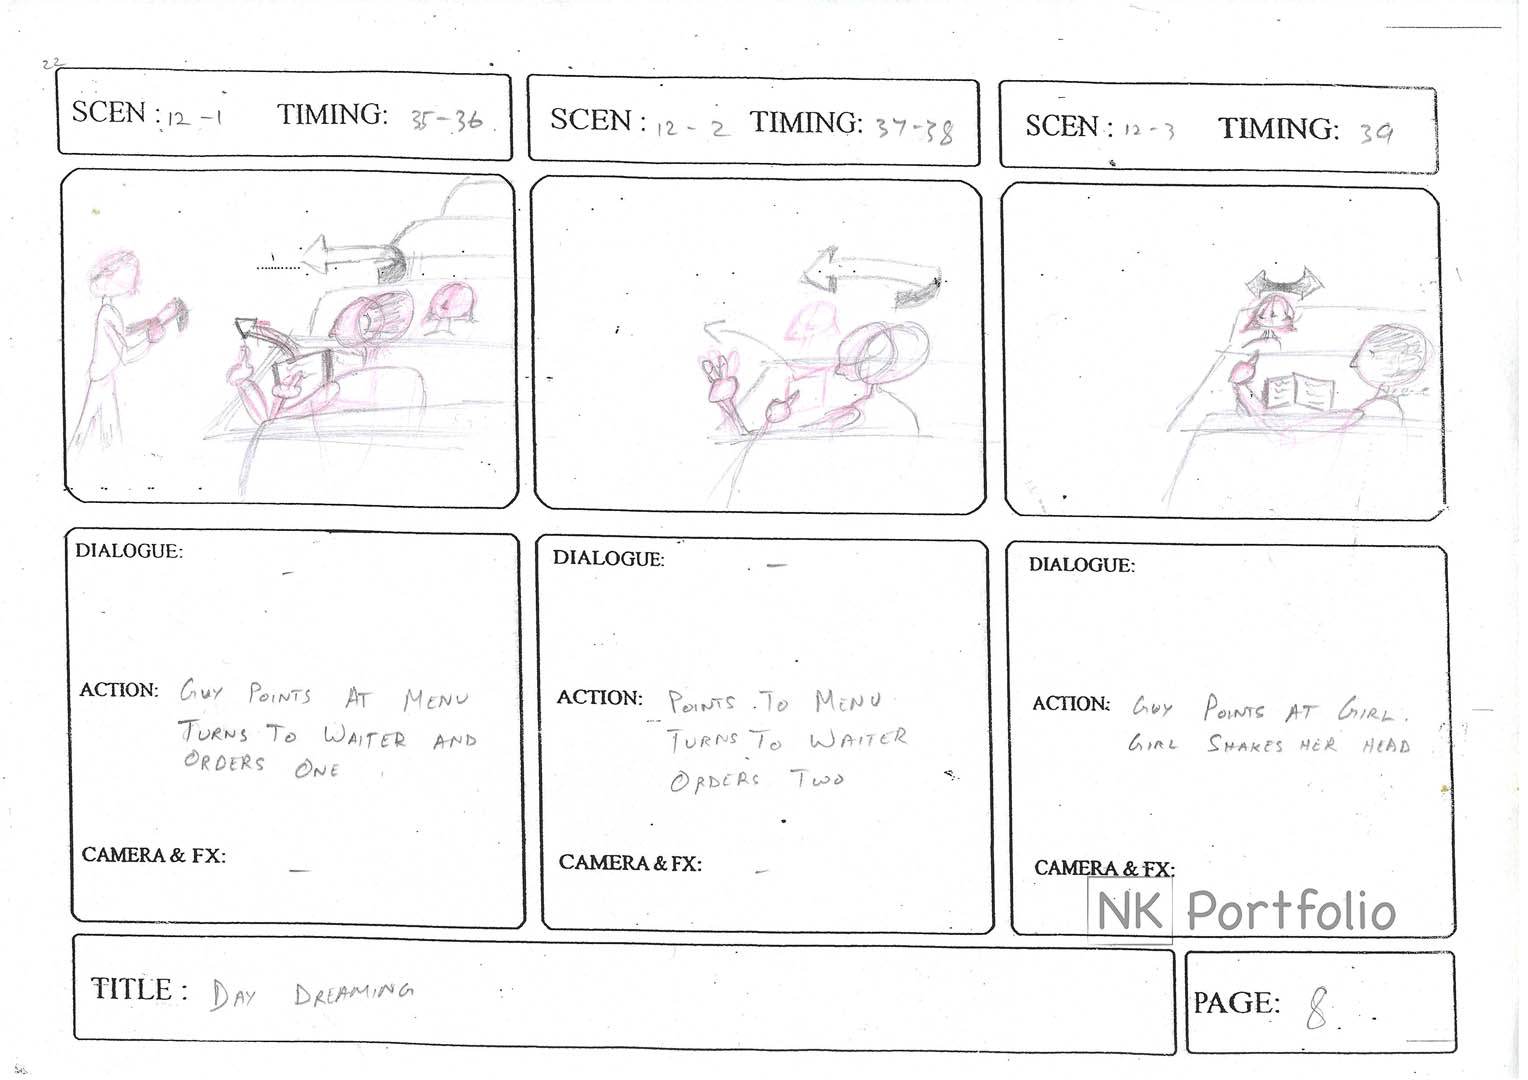 22
SCEN : 12 - 1 TIMING: 35-36
SCEN : 12 - 2 TIMING: 37-38
SCEN : 12-3 TIMING: 39
DIALOGUE: -
ACTION: GUY POINTS AT MENU
TURNS TO WAITER AND
ORDERS ONE
CAMERA & FX: -
DIALOGUE: -
ACTION: POINTS TO MENU
TURNS TO WAITER
ORDERS TWO
CAMERA & FX: -
DIALOGUE:
ACTION: GUY POINTS AT GIRL.
GIRL SHAKES HER HEAD
CAMERA & FX:
NK Portfolio
TITLE : DAY DREAMING
PAGE: 8